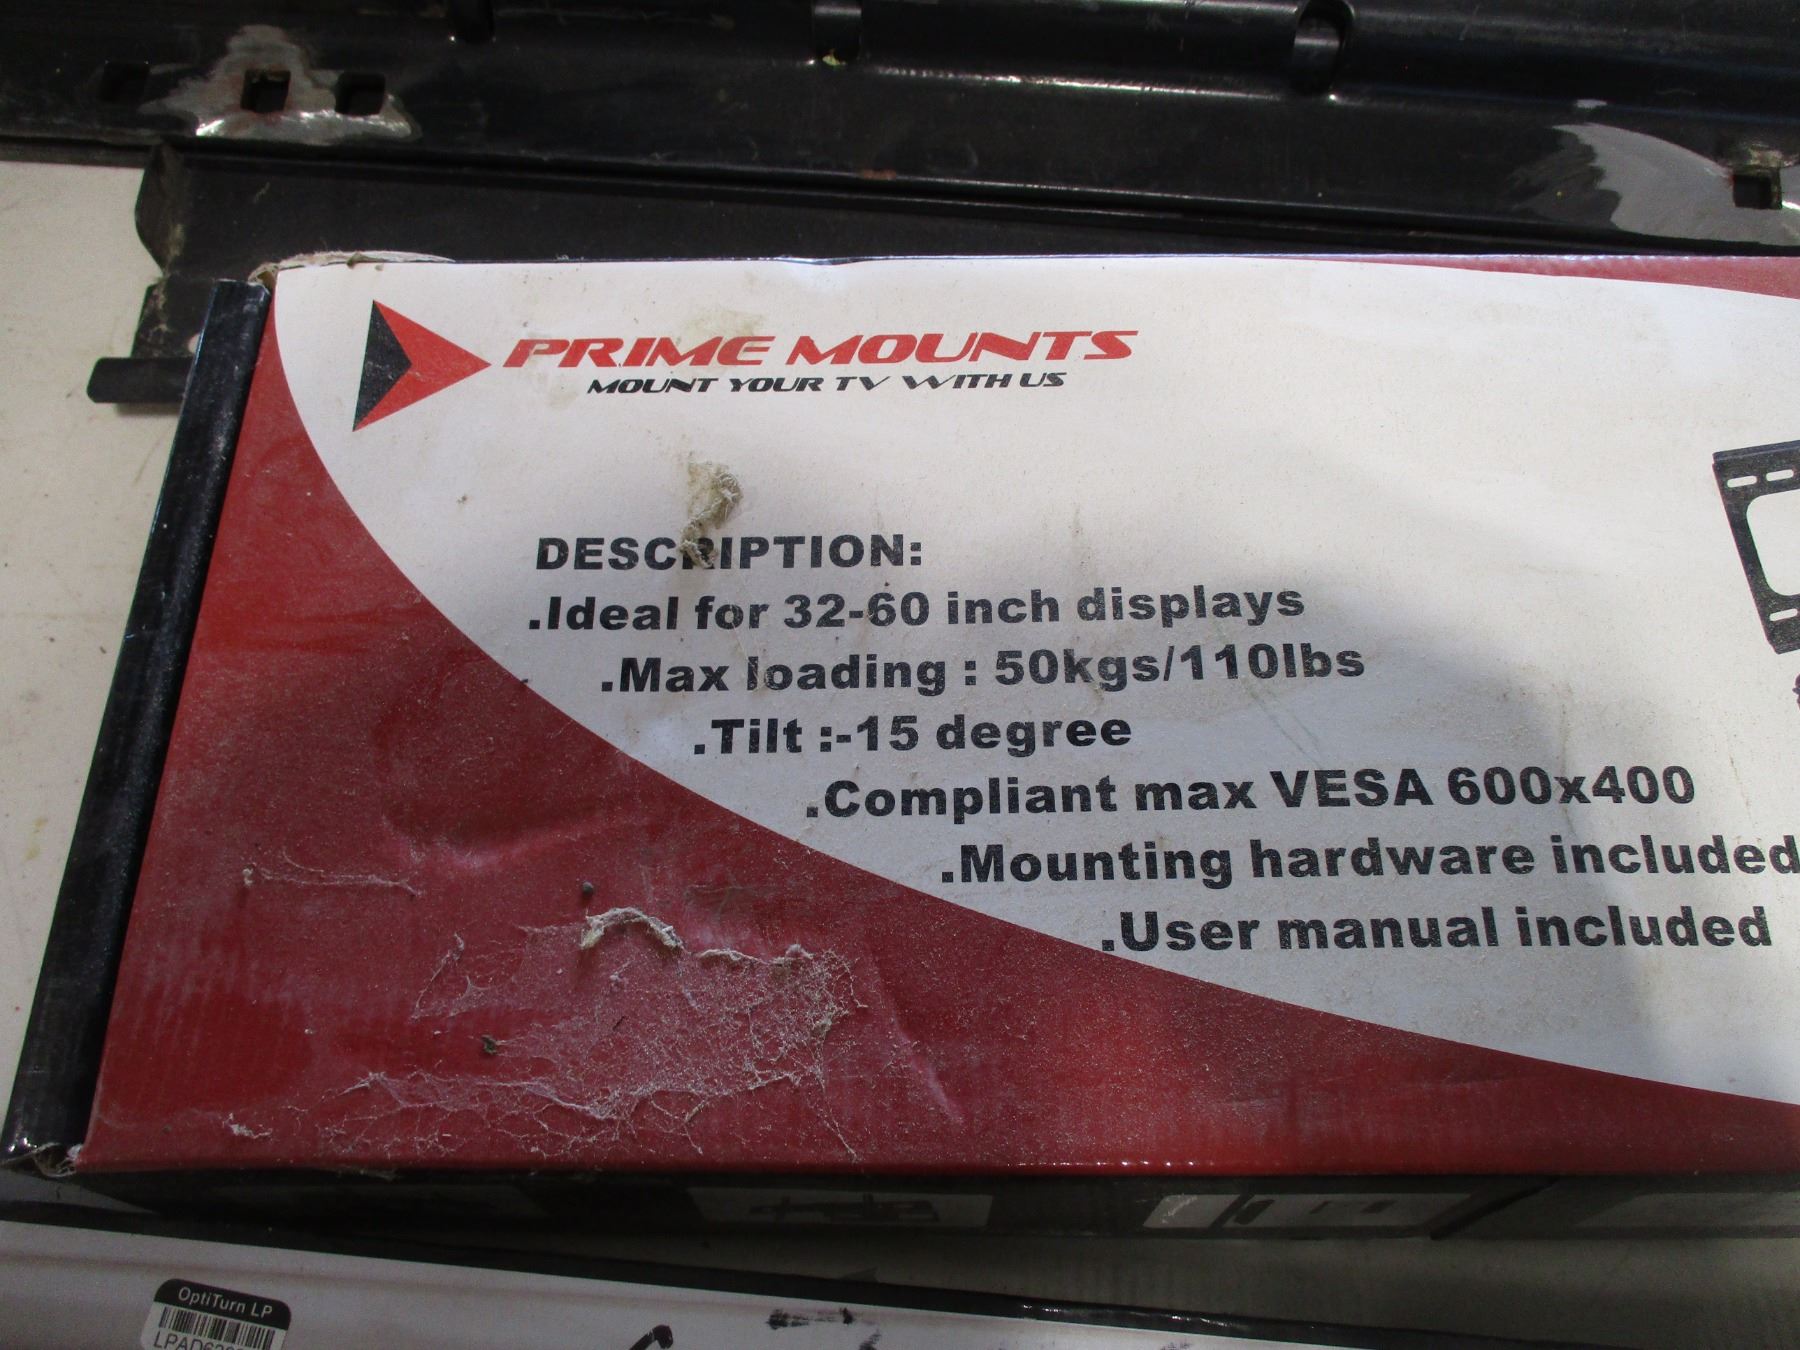 PRIME MOUNTS
MOUNT YOUR TV WITH US
DESCRIPTION:
.Ideal for 32-60 inch displays
.Max loading : 50kgs/110lbs
.Tilt :-15 degree
.Compliant max VESA 600x400
.Mounting hardware included
.User manual included
OptiTurn LP